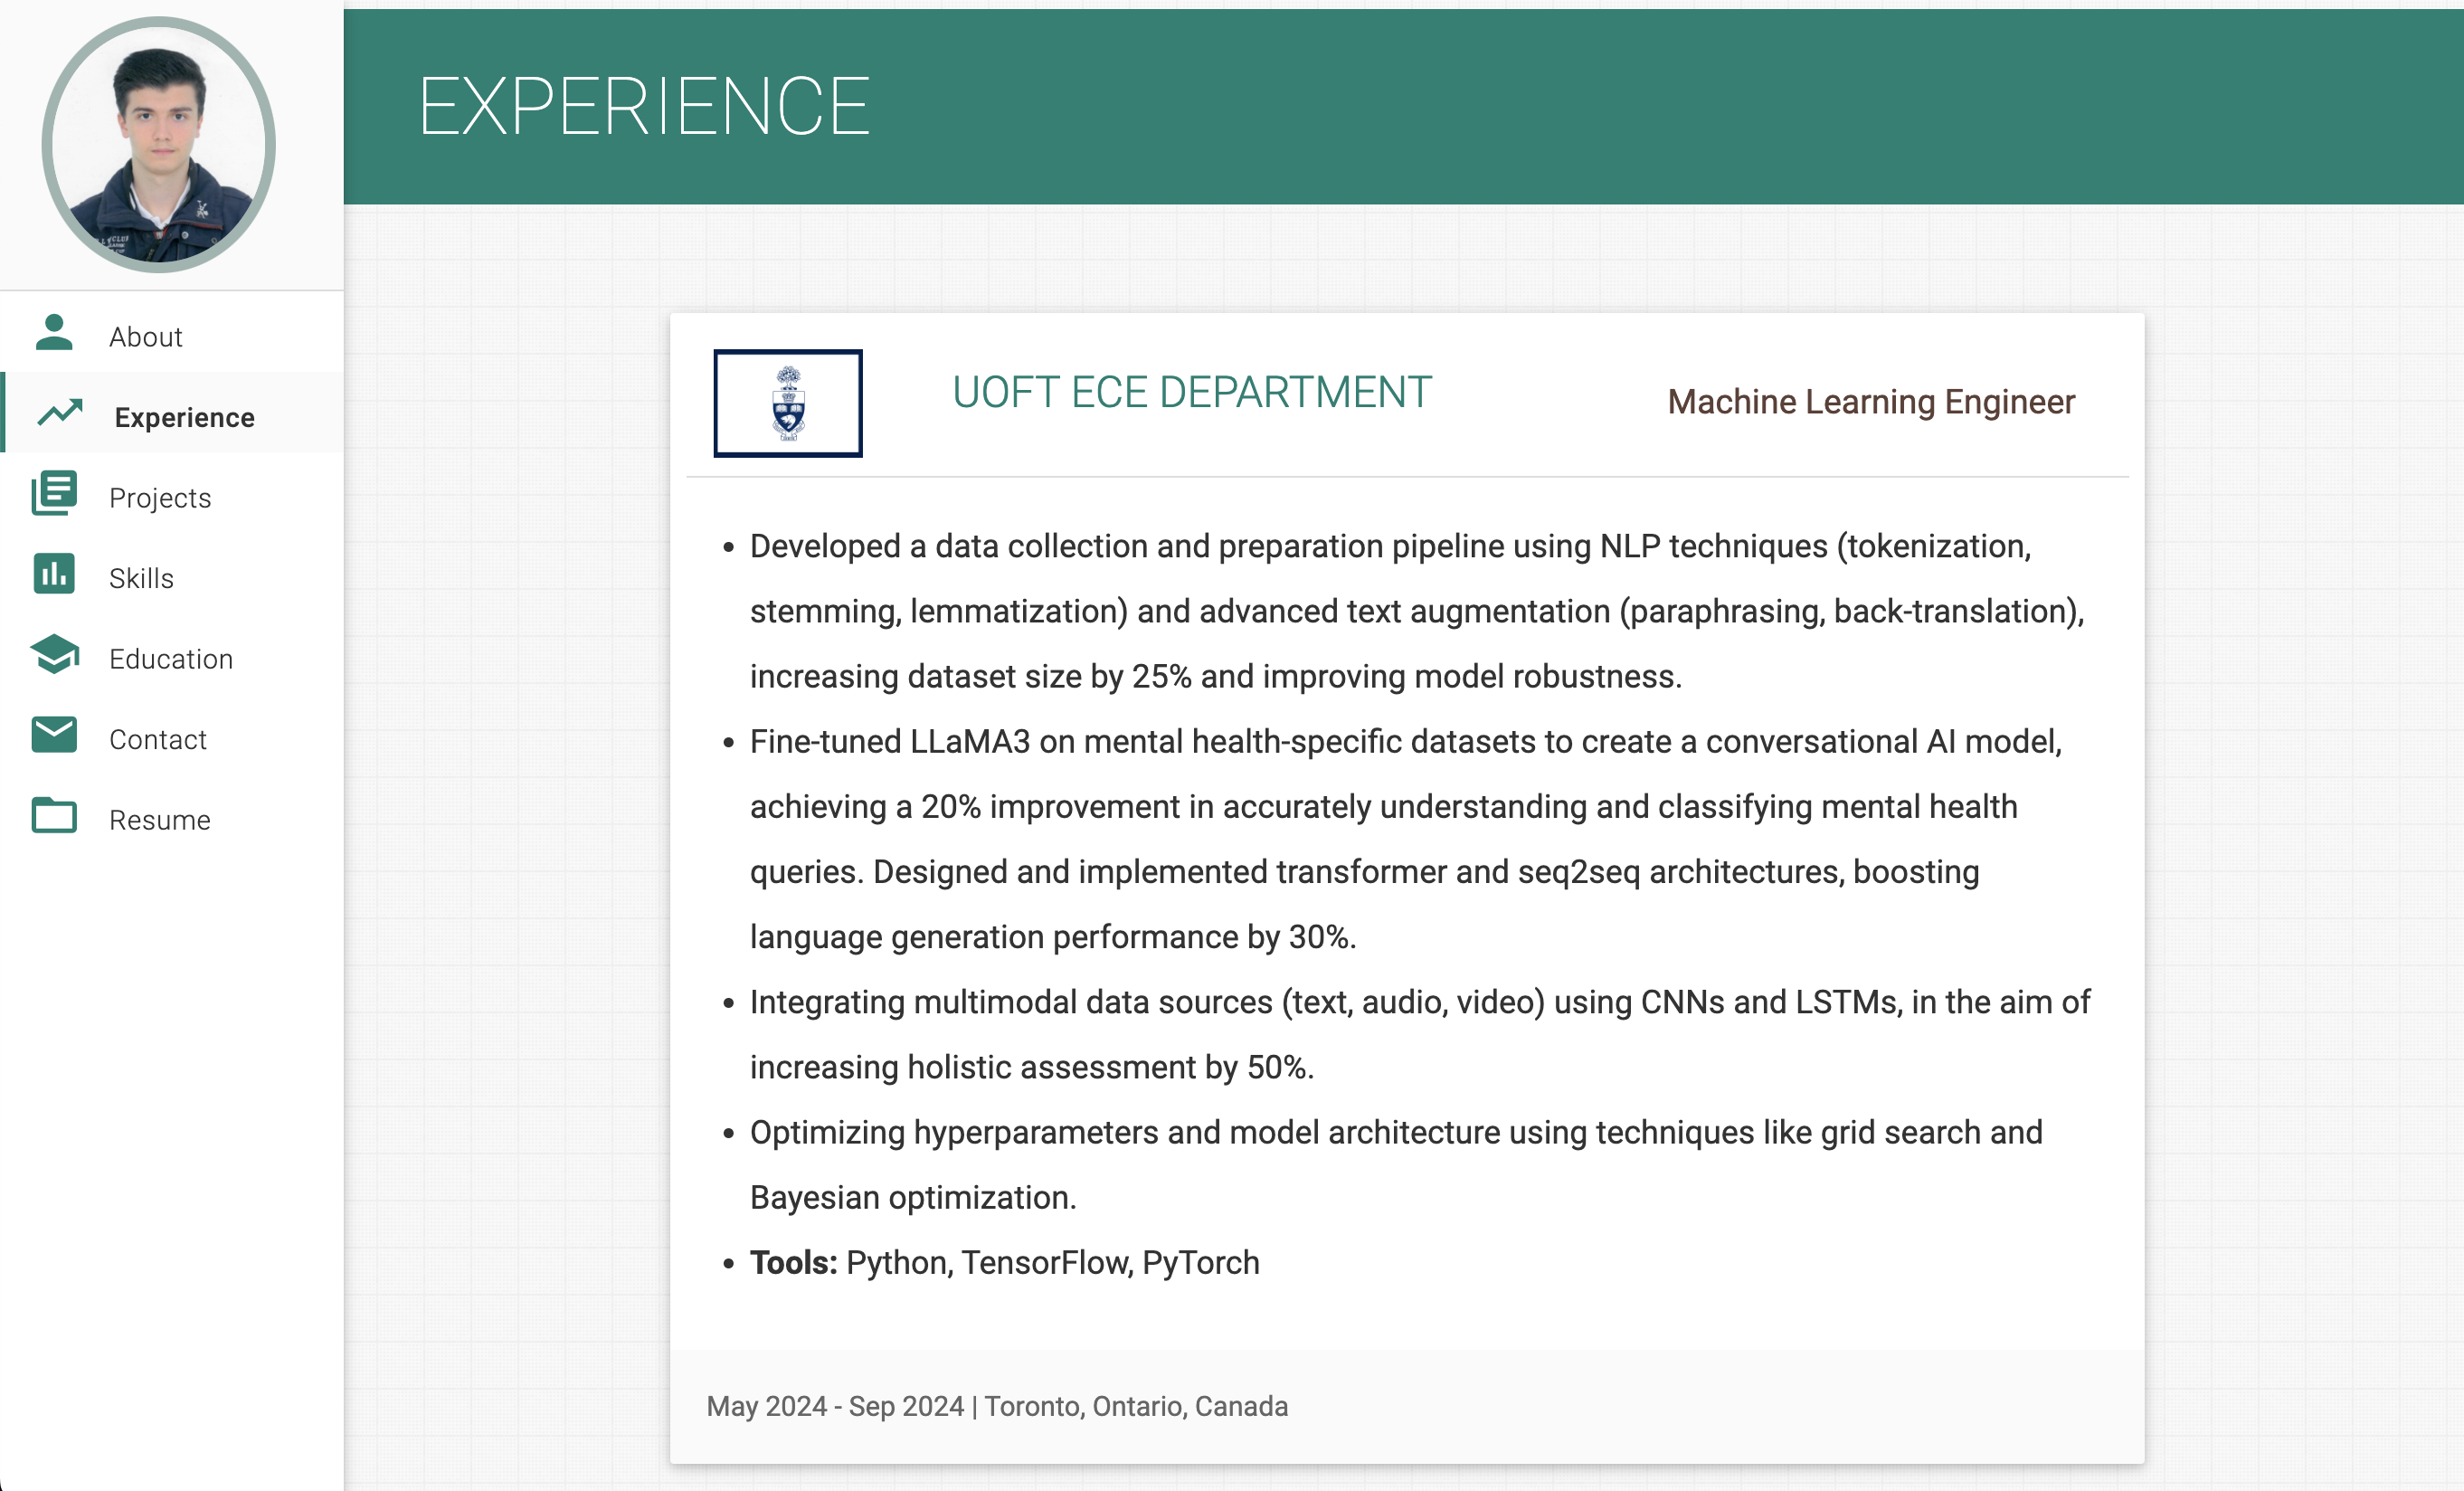 EXPERIENCE
About
Experience
Projects
Skills
Education
Contact
Resume
UOFT ECE DEPARTMENT
Machine Learning Engineer
• Developed a data collection and preparation pipeline using NLP techniques (tokenization,
stemming, lemmatization) and advanced text augmentation (paraphrasing, back-translation),
increasing dataset size by 25% and improving model robustness.
• Fine-tuned LLaMA3 on mental health-specific datasets to create a conversational AI model,
achieving a 20% improvement in accurately understanding and classifying mental health
queries. Designed and implemented transformer and seq2seq architectures, boosting
language generation performance by 30%.
• Integrating multimodal data sources (text, audio, video) using CNNs and LSTMs, in the aim of
increasing holistic assessment by 50%.
• Optimizing hyperparameters and model architecture using techniques like grid search and
Bayesian optimization.
• Tools: Python, TensorFlow, PyTorch
May 2024 - Sep 2024 | Toronto, Ontario, Canada